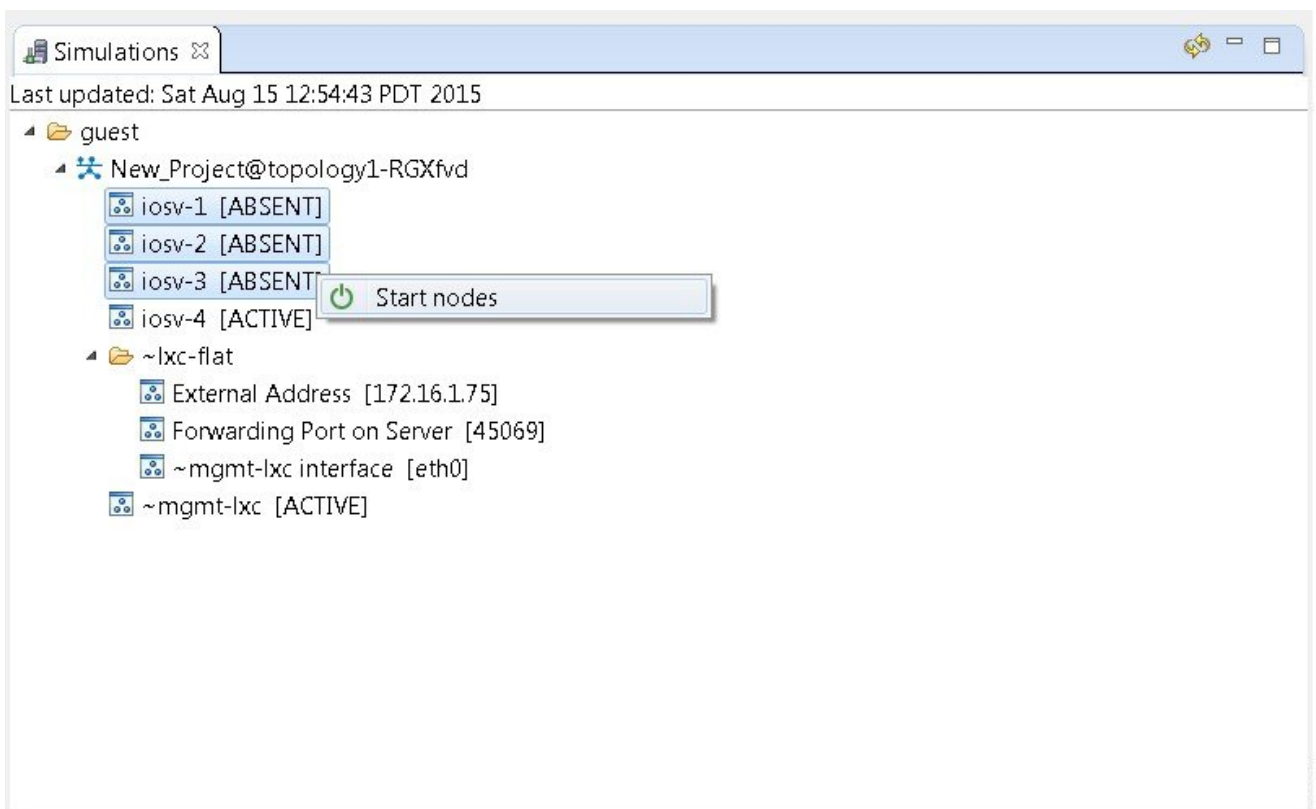 Simulations
Last updated: Sat Aug 15 12:54:43 PDT 2015
guest
New_Project@topology1-RGXfvd
iosv-1 [ABSENT]
iosv-2 [ABSENT]
iosv-3 [ABSENT]
Start nodes
iosv-4 [ACTIVE]
~lxc-flat
External Address [172.16.1.75]
Forwarding Port on Server [45069]
~mgmt-lxc interface [eth0]
~mgmt-lxc [ACTIVE]